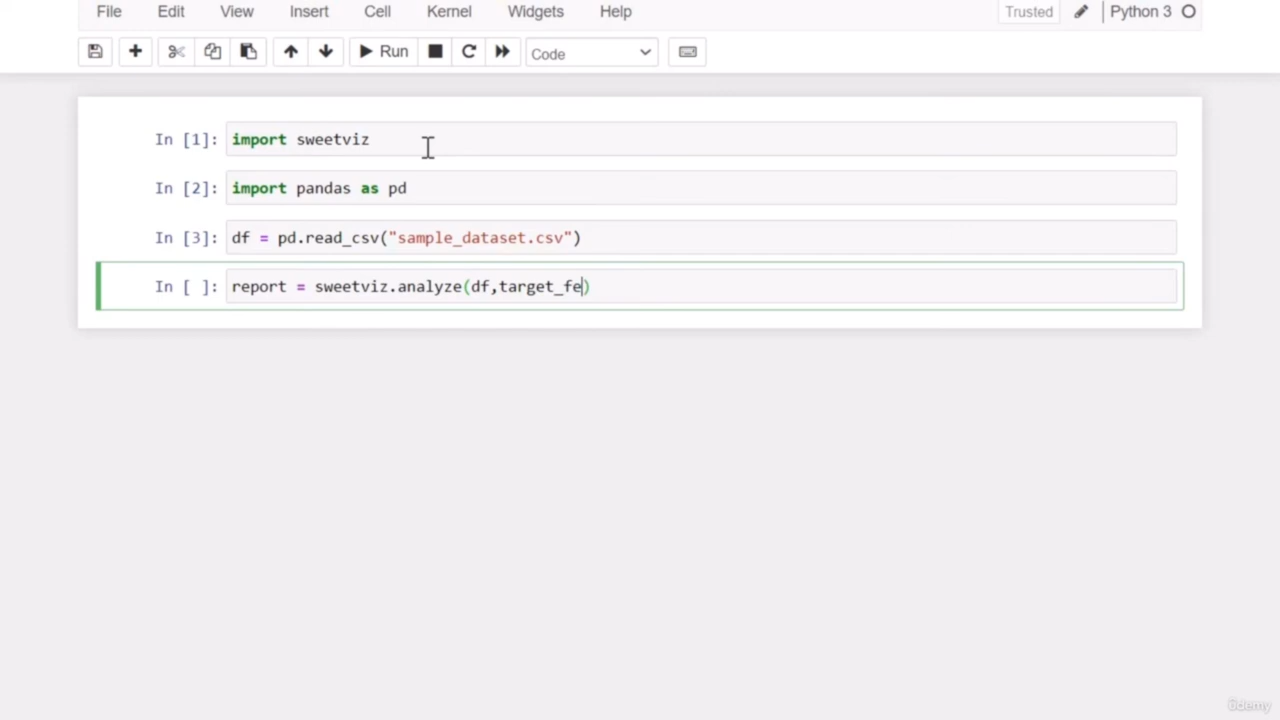 File Edit View Insert Cell Kernel Widgets Help Trusted Python 3
Run Code
In [1]: import sweetviz
In [2]: import pandas as pd
In [3]: df = pd.read_csv("sample_dataset.csv")
In [ ]: report = sweetviz.analyze(df,target_fe)
ûdemy